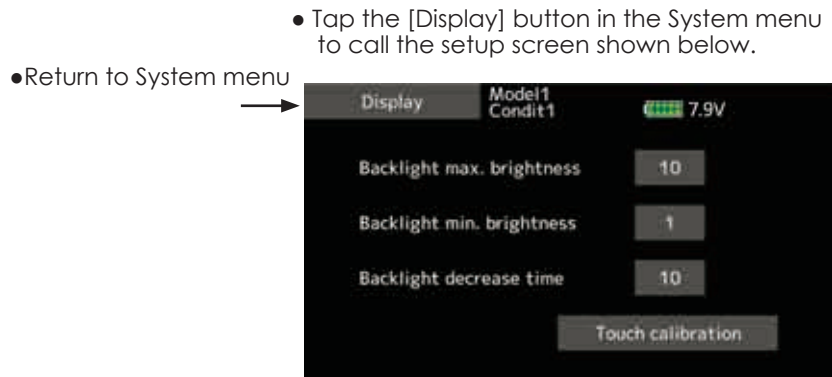 ● Tap the [Display] button in the System menu
to call the setup screen shown below.
●Return to System menu
Display
Model1
Condit1
7.9V
Backlight max. brightness 10
Backlight min. brightness 1
Backlight decrease time 10
Touch calibration